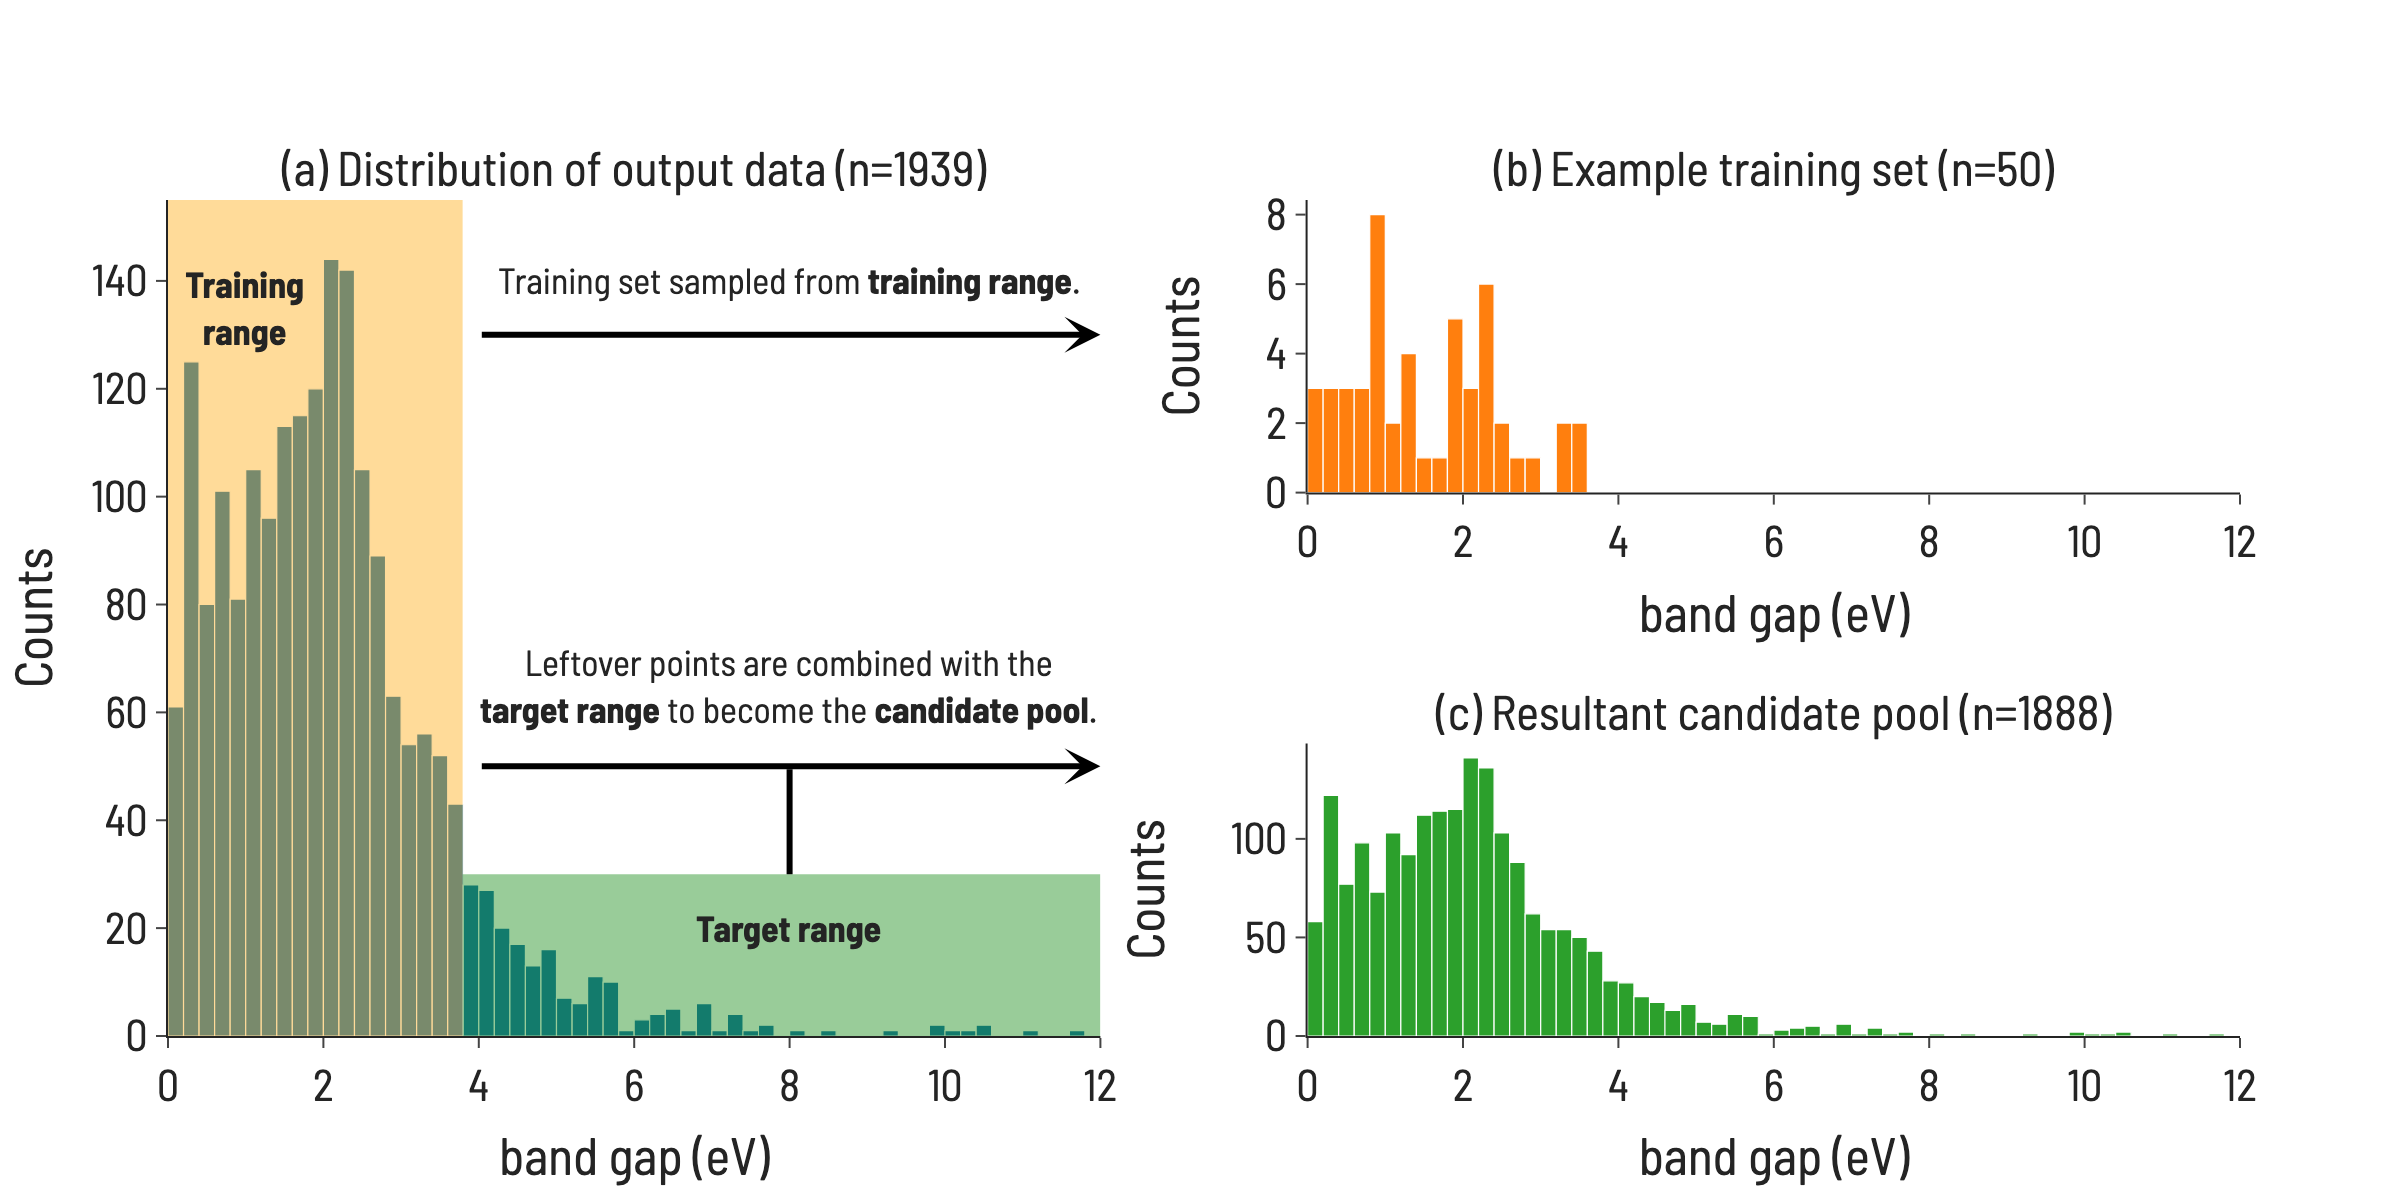 (a) Distribution of output data (n=1939)
Training
range
Training set sampled from training range.
Leftover points are combined with the
target range to become the candidate pool.
Target range
Counts
0
20
40
60
80
100
120
140
0 2 4 6 8 10 12
band gap (eV)
(b) Example training set (n=50)
Counts
8
6
4
2
0
0 2 4 6 8 10 12
band gap (eV)
(c) Resultant candidate pool (n=1888)
Counts
100
50
0
0 2 4 6 8 10 12
band gap (eV)